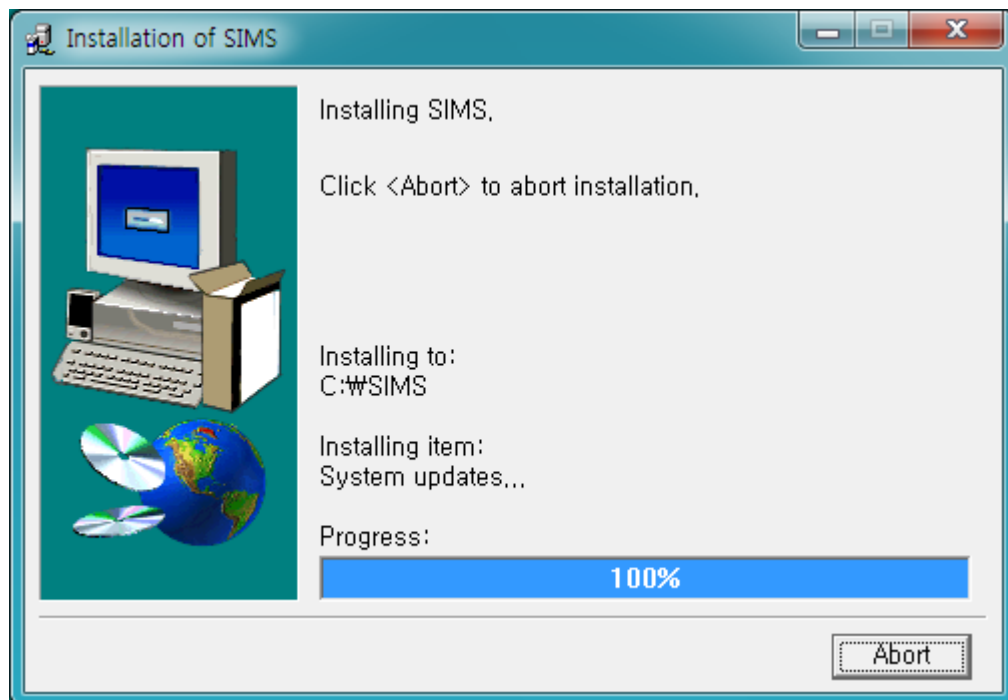 Installation of SIMS
Installing SIMS,
Click <Abort> to abort installation,
Installing to:
C:₩SIMS
Installing item:
System updates,,,
Progress:
100%
Abort